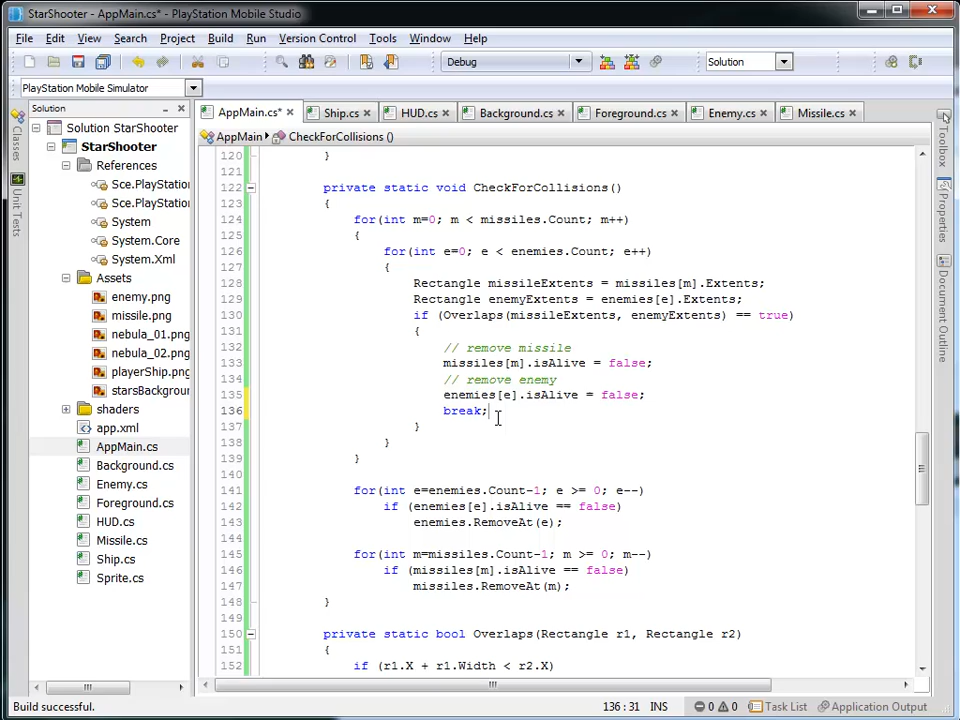 StarShooter - AppMain.cs* - PlayStation Mobile Studio
File Edit View Search Project Build Run Version Control Tools Window Help
Debug Solution
PlayStation Mobile Simulator AppMain.cs* Ship.cs HUD.cs Background.cs Foreground.cs Enemy.cs Missile.cs
Solution
AppMain CheckForCollisions ()
Classes
Unit Tests
Solution StarShooter
StarShooter
References
Sce.PlayStatio
Sce.PlayStatio
System
System.Core
System.Xml
Assets
enemy.png
missile.png
nebula_01.png
nebula_02.png
playerShip.png
starsBackgrou
shaders
app.xml
AppMain.cs
Background.cs
Enemy.cs
Foreground.cs
HUD.cs
Missile.cs
Ship.cs
Sprite.cs
120 }
121
122 private static void CheckForCollisions()
123 {
124 for(int m=0; m < missiles.Count; m++)
125 {
126 for(int e=0; e < enemies.Count; e++)
127 {
128 Rectangle missileExtents = missiles[m].Extents;
129 Rectangle enemyExtents = enemies[e].Extents;
130 if (Overlaps(missileExtents, enemyExtents) == true)
131 {
132 // remove missile
133 missiles[m].isAlive = false;
134 // remove enemy
135 enemies[e].isAlive = false;
136 break;
137 }
138 }
139 }
140
141 for(int e=enemies.Count-1; e >= 0; e--)
142 if (enemies[e].isAlive == false)
143 enemies.RemoveAt(e);
144
145 for(int m=missiles.Count-1; m >= 0; m--)
146 if (missiles[m].isAlive == false)
147 missiles.RemoveAt(m);
148 }
149
150 private static bool Overlaps(Rectangle r1, Rectangle r2)
151 {
152 if (r1.X + r1.Width < r2.X)
Toolbox
Properties
Document Outline
Build successful. 136 : 31 INS 0 0 Task List Application Output